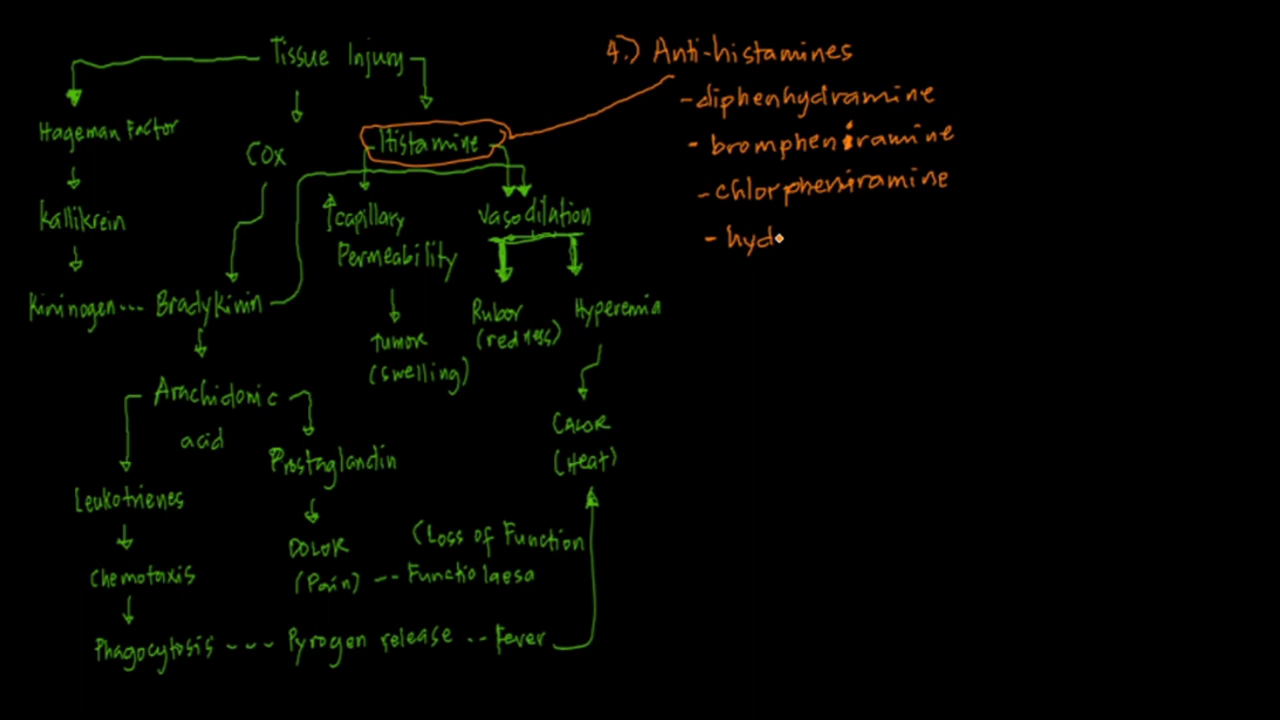 Tissue Injury
Hageman Factor
COX
Histamine
Kallikrein
↑ capillary
Permeability
Vasodilation
Kininogen --- Bradykinin
Rubor
(redness)
Hyperemia
Tumor
(swelling)
Arachidonic
acid
Calor
(Heat)
Leukotrienes
Prostaglandin
Chemotaxis
Dolor
(Pain) -- Functiolaesa
(Loss of Function
Phagocytosis --- Pyrogen release -- Fever
4.) Anti-histamines
- diphenhydramine
- brompheniramine
- chlorpheniramine
- hyd